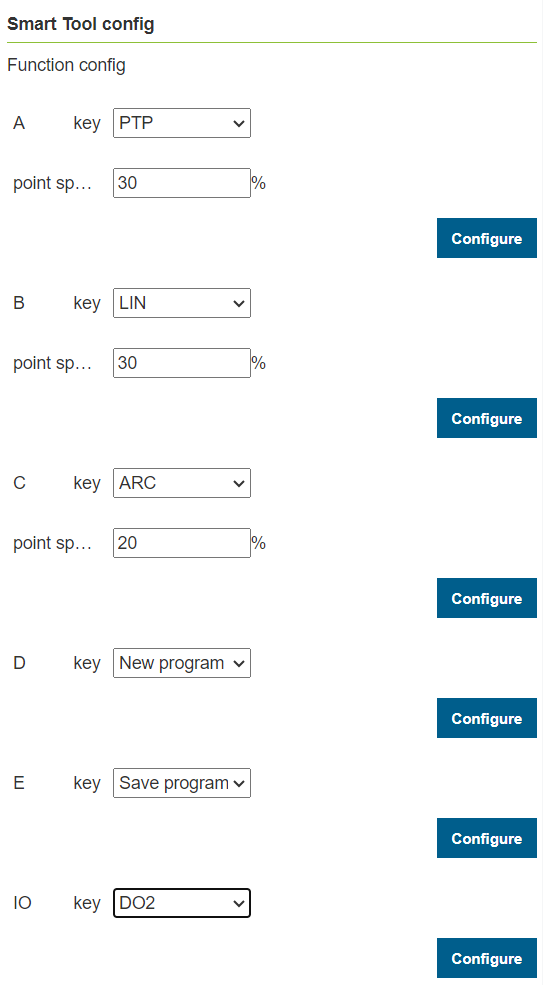 Smart Tool config
Function config
A key PTP
point sp... 30 %
Configure
B key LIN
point sp... 30 %
Configure
C key ARC
point sp... 20 %
Configure
D key New program
Configure
E key Save program
Configure
IO key DO2
Configure